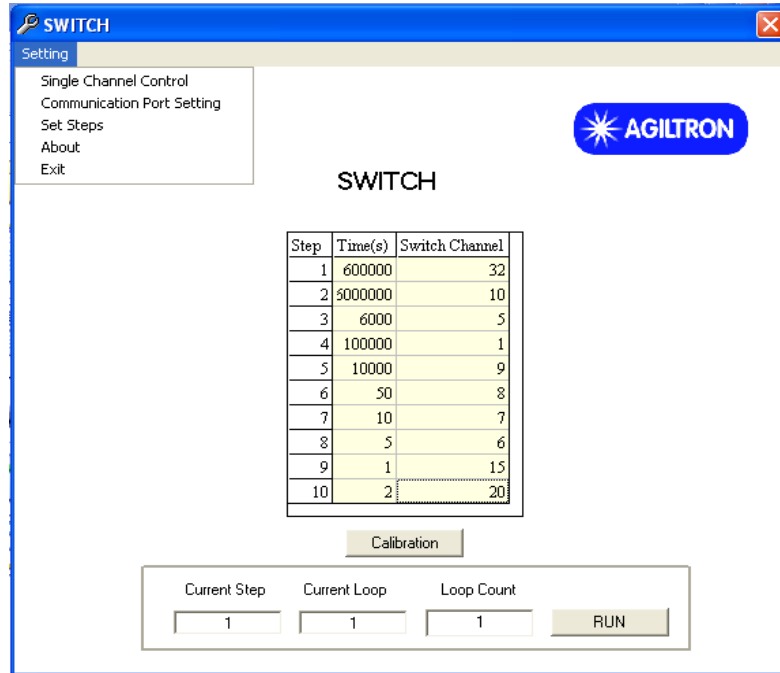 SWITCH
Setting
Single Channel Control
Communication Port Setting
Set Steps
About
Exit
AGILTRON
SWITCH
Step Time(s) Switch Channel
1 600000 32
2 6000000 10
3 6000 5
4 100000 1
5 10000 9
6 50 8
7 10 7
8 5 6
9 1 15
10 2 20
Calibration
Current Step Current Loop Loop Count
1 1 1 RUN